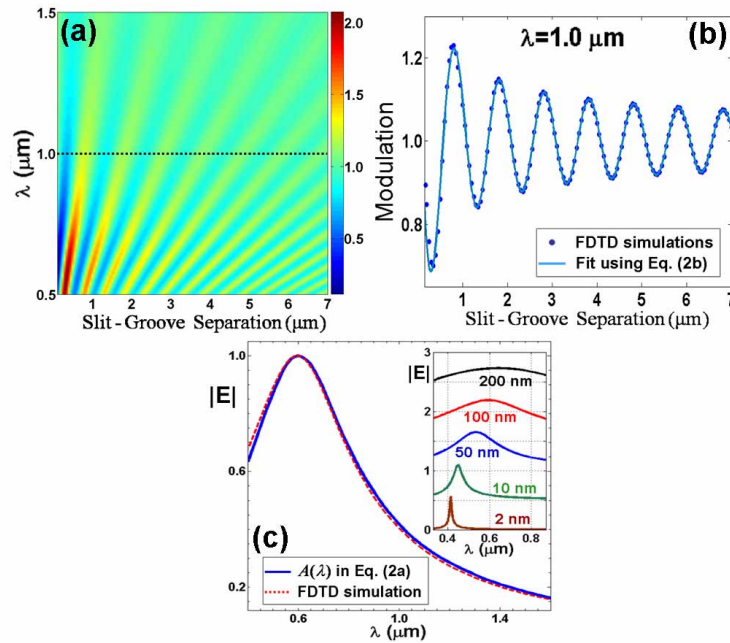 (a)
1.5
1.0
0.5
λ (μm)
1 2 3 4 5 6 7
Slit-Groove Separation(μm)
2.0
1.5
1.0
0.5
(b)
λ=1.0 μm
1.2
1.0
0.8
Modulation
FDTD simulations
Fit using Eq. (2b)
1 2 3 4 5 6 7
Slit-Groove Separation(μm)
(c)
|E|
1.0
0.6
0.2
A(λ) in Eq. (2a)
FDTD simulation
0.6 1.0 1.4
λ (μm)
|E|
3
2
1
0
200 nm
100 nm
50 nm
10 nm
2 nm
0.4 0.6 0.8
λ (μm)